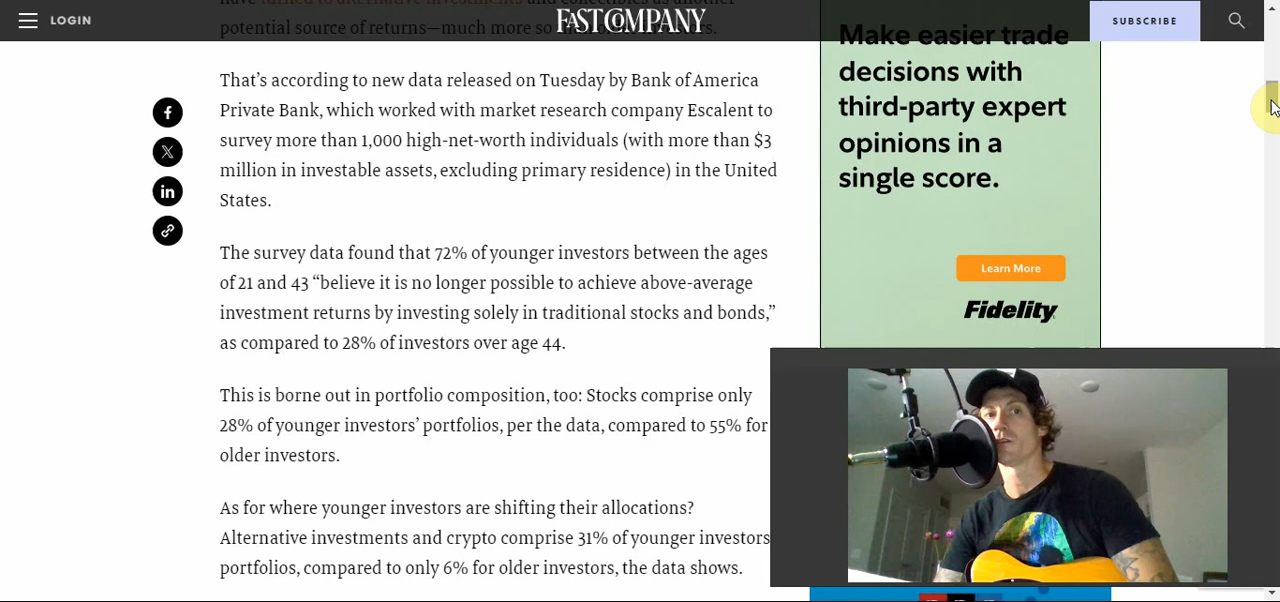 have turned to alternative investments and collectibles as another
LOGIN
FAST COMPANY
SUBSCRIBE
potential source of returns—much more so
Make easier trade
decisions with
third-party expert
opinions in a
single score.
Learn More
Fidelity
That’s according to new data released on Tuesday by Bank of America
Private Bank, which worked with market research company Escalent to
survey more than 1,000 high-net-worth individuals (with more than $3
million in investable assets, excluding primary residence) in the United
States.
The survey data found that 72% of younger investors between the ages
of 21 and 43 “believe it is no longer possible to achieve above-average
investment returns by investing solely in traditional stocks and bonds,”
as compared to 28% of investors over age 44.
This is borne out in portfolio composition, too: Stocks comprise only
28% of younger investors’ portfolios, per the data, compared to 55% for
older investors.
As for where younger investors are shifting their allocations?
Alternative investments and crypto comprise 31% of younger investors
portfolios, compared to only 6% for older investors, the data shows.